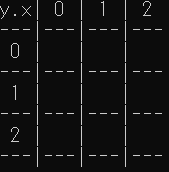 y.x | 0 | 1 | 2
--- | --- | --- | ---
0 | | |
--- | --- | --- | ---
1 | | |
--- | --- | --- | ---
2 | | |
--- | --- | --- | ---